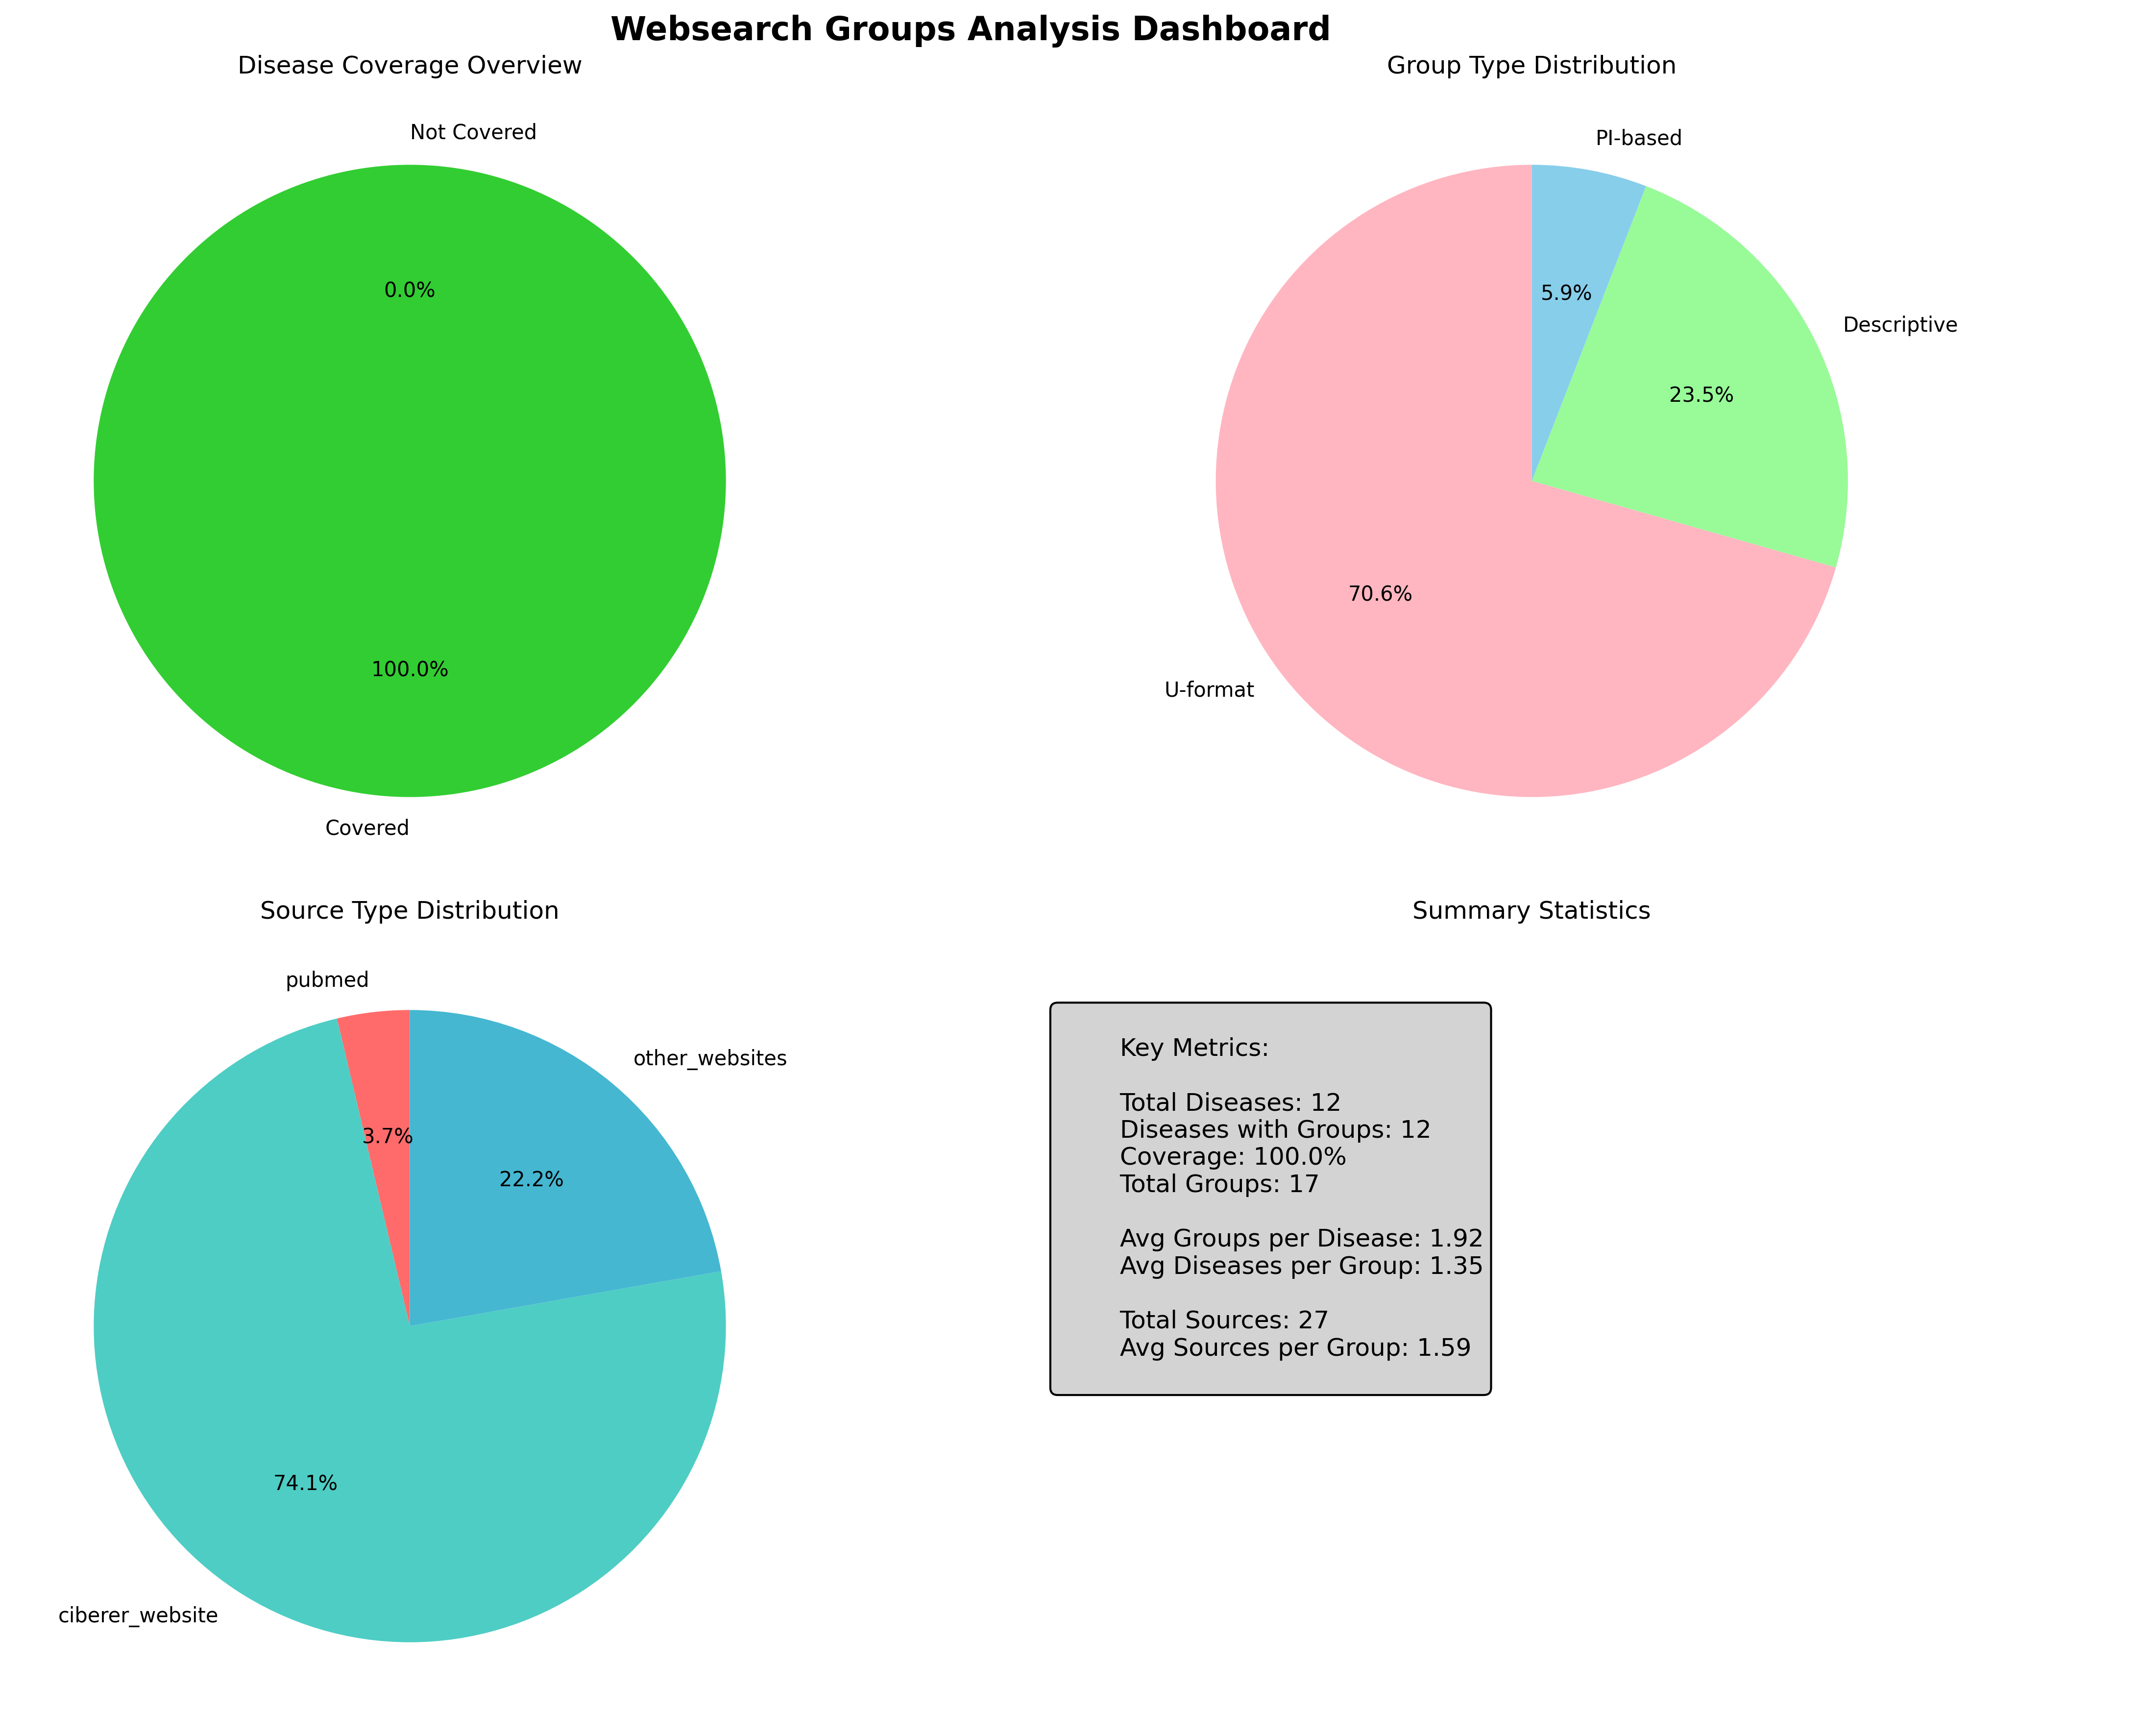 Websearch Groups Analysis Dashboard
Disease Coverage Overview
Not Covered
0.0%
100.0%
Covered
Group Type Distribution
PI-based
5.9%
Descriptive
23.5%
70.6%
U-format
Source Type Distribution
pubmed
other_websites
3.7%
22.2%
74.1%
ciberer_website
Summary Statistics
Key Metrics:
Total Diseases: 12
Diseases with Groups: 12
Coverage: 100.0%
Total Groups: 17
Avg Groups per Disease: 1.92
Avg Diseases per Group: 1.35
Total Sources: 27
Avg Sources per Group: 1.59